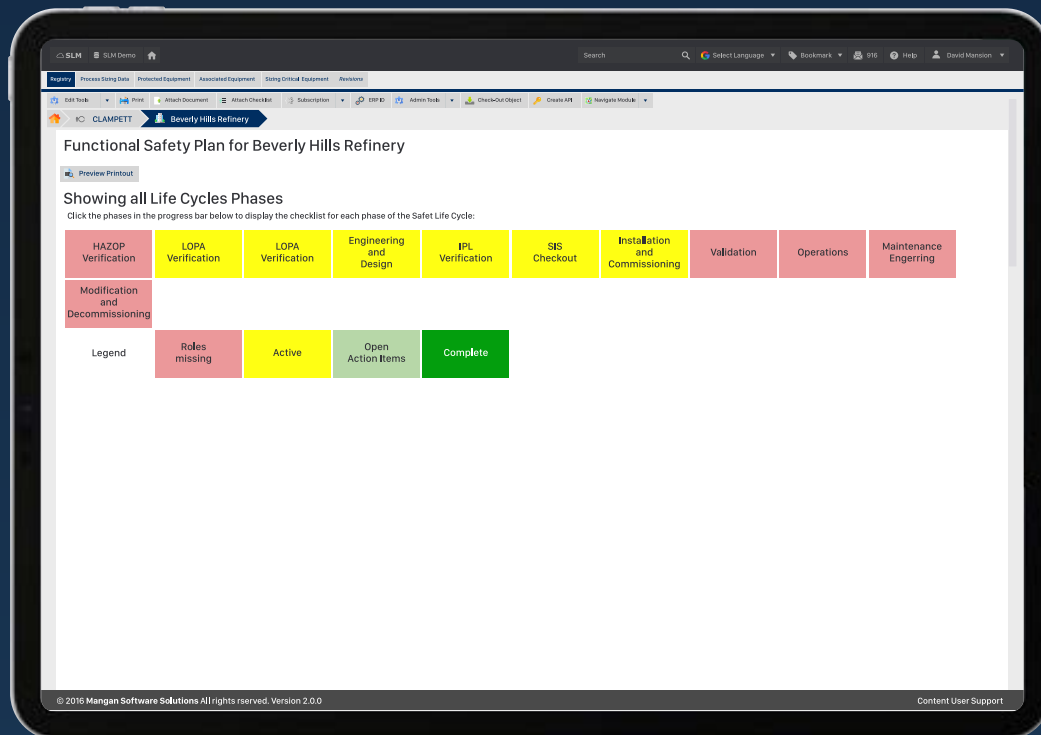 SLM SLM Demo Search Select Language Bookmark 916 Help David Mansion
Registry Process Sizing Data Protected Equipment Associated Equipment Sizing Critical Equipment Revisions
Edit Tools Print Attach Document Attach Checklist Subscription ERP ID Admin Tools Check-Out Object Create API Navigate Module
CLAMPETT Beverly Hills Refinery
Functional Safety Plan for Beverly Hills Refinery
Preview Printout
Showing all Life Cycles Phases
Click the phases in the progress bar below to display the checklist for each phase of the Safet Life Cycle:
HAZOP
Verification
LOPA
Verification
LOPA
Verification
Engineering
and
Design
IPL
Verification
SIS
Checkout
Installation
and
Commissioning
Validation
Operations
Maintenance
Engerring
Modification
and
Decommissioning
Legend
Roles
missing
Active
Open
Action Items
Complete
© 2016 Mangan Software Solutions All rights rserved. Version 2.0.0 Content User Support